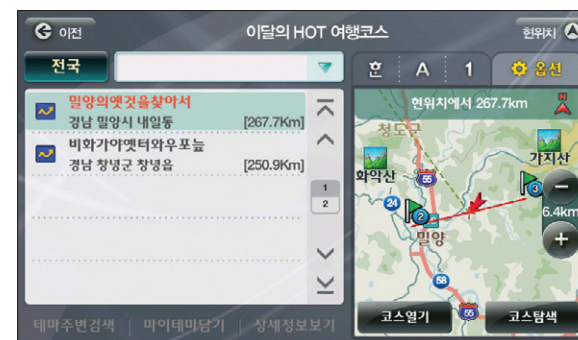 이전
이달의 HOT 여행코스
현위치
전국
호 A 1 옵션
밀양의옛것을찾아서
경남 밀양시 내일동 [267.7Km]
비화가야옛터와우포늪
경남 창녕군 창녕읍 [250.9Km]
1
2
테마주변검색 | 마이테마담기 | 상세정보보기
현위치에서 267.7km
N
청도군
화악산
가지산
55
24
2
3
밀양
6.4km
58
55
코스열기
코스탐색